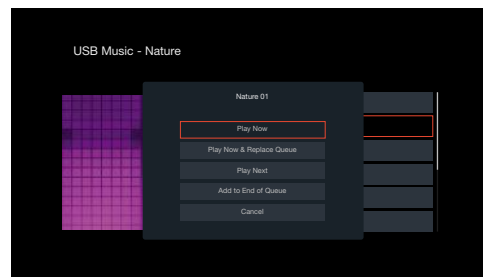 USB Music - Nature
Nature 01
Play Now
Play Now & Replace Queue
Play Next
Add to End of Queue
Cancel